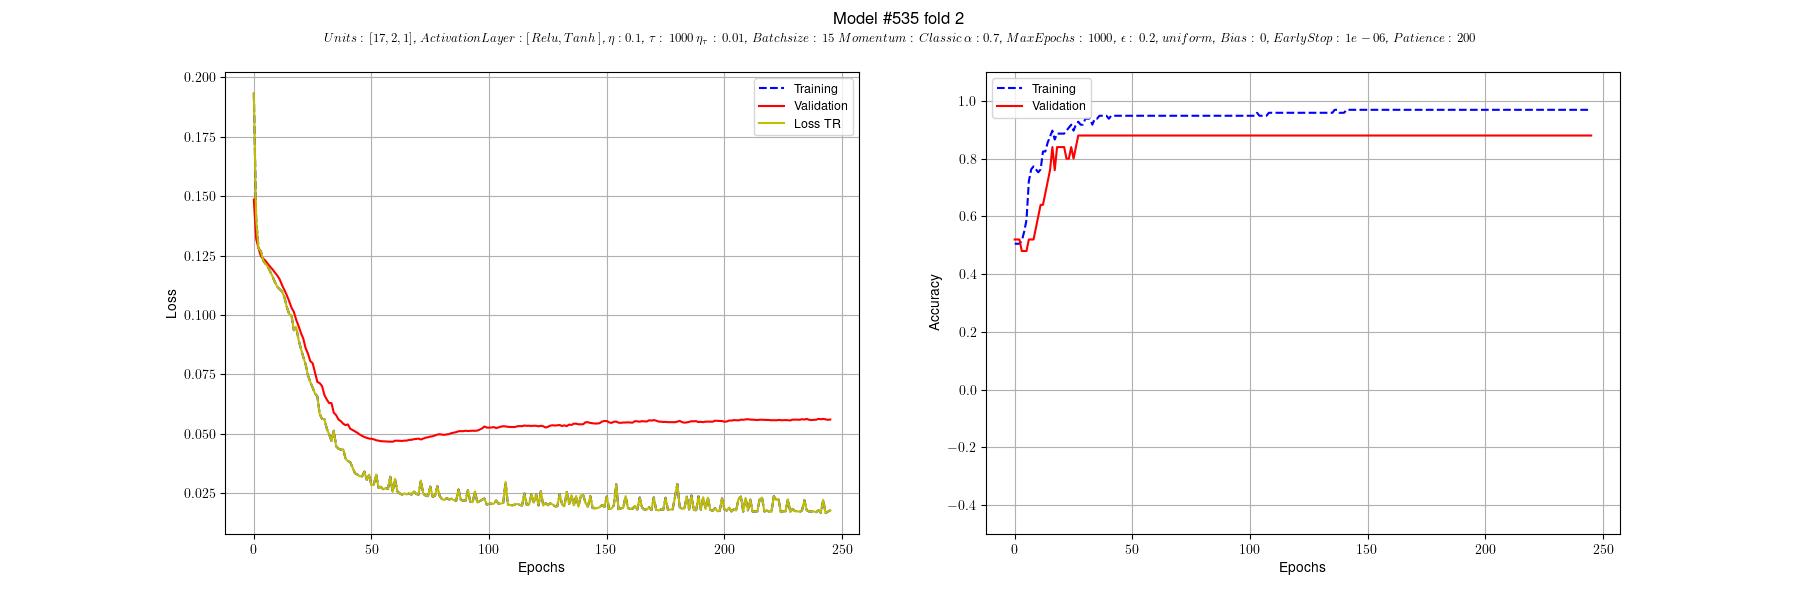 Model #535 fold 2
Units : [17, 2, 1], ActivationLayer : [Relu, Tanh], η : 0.1, τ : 1000 η_τ : 0.01, Batchsize : 15 Momentum : Classic α : 0.7, MaxEpochs : 1000, ϵ : 0.2, uniform, Bias : 0, EarlyStop : 1e − 06, Patience : 200
Training
Validation
Loss TR
0.200
0.175
0.150
0.125
0.100
0.075
0.050
0.025
Loss
0 50 100 150 200 250
Epochs
Training
Validation
1.0
0.8
0.6
0.4
0.2
0.0
−0.2
−0.4
Accuracy
0 50 100 150 200 250
Epochs